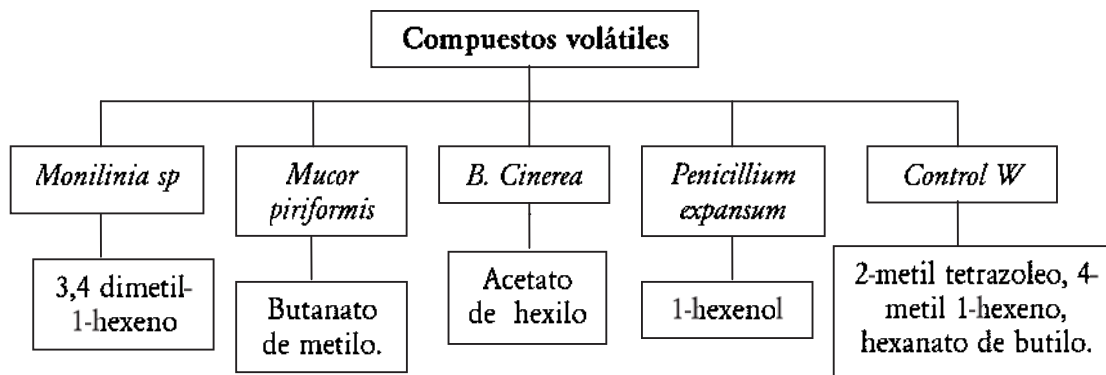 Compuestos volátiles
Monilinia sp
Mucor
piriformis
B. Cinerea
Penicillium
expansum
Control W
3,4 dimetil-
1-hexeno
Butanato
de metilo.
Acetato
de hexilo
1-hexenol
2-metil tetrazoleo, 4-
metil 1-hexeno,
hexanato de butilo.